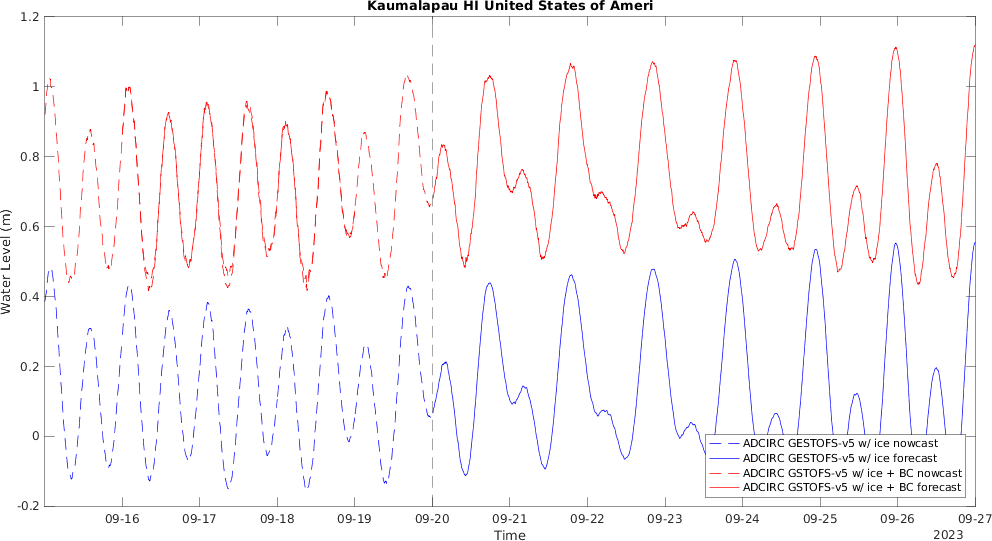 Kaumalapau HI United States of Ameri
1.2
1
0.8
0.6
0.4
0.2
0
-0.2
Water Level (m)
ADCIRC GESTOFS-v5 w/ ice nowcast
ADCIRC GESTOFS-v5 w/ ice forecast
ADCIRC GSTOFS-v5 w/ ice + BC nowcast
ADCIRC GSTOFS-v5 w/ ice + BC forecast
09-16 09-17 09-18 09-19 09-20 09-21 09-22 09-23 09-24 09-25 09-26 09-27
Time
2023